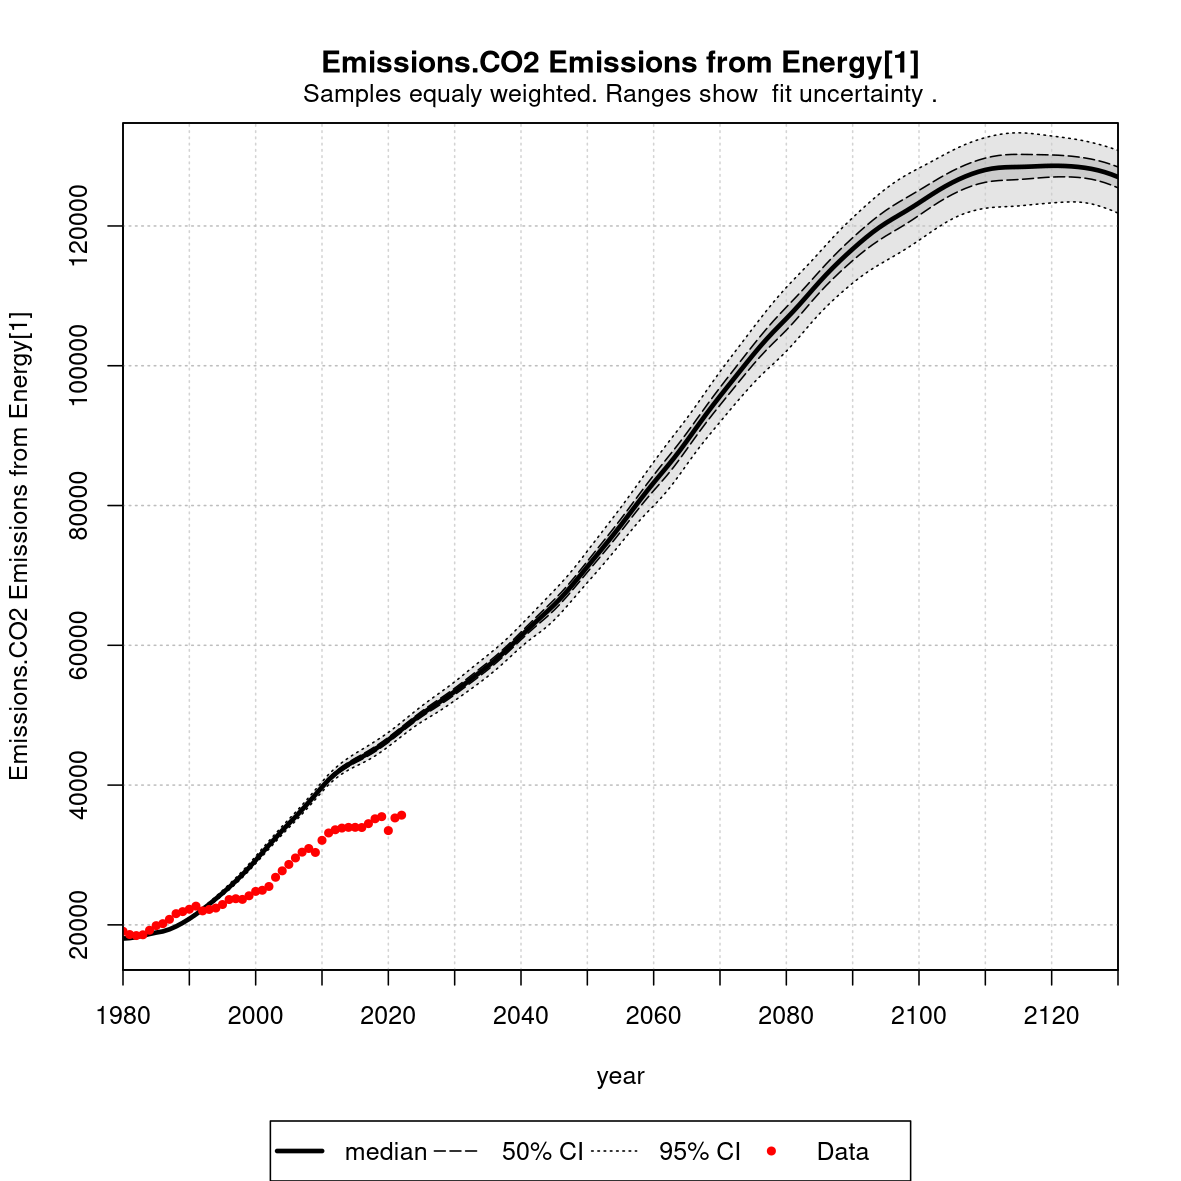 Emissions.CO2 Emissions from Energy[1]
Samples equaly weighted. Ranges show  fit uncertainty .
Emissions.CO2 Emissions from Energy[1]
120000
100000
80000
60000
40000
20000
1980 2000 2020 2040 2060 2080 2100 2120
year
median 50% CI 95% CI Data